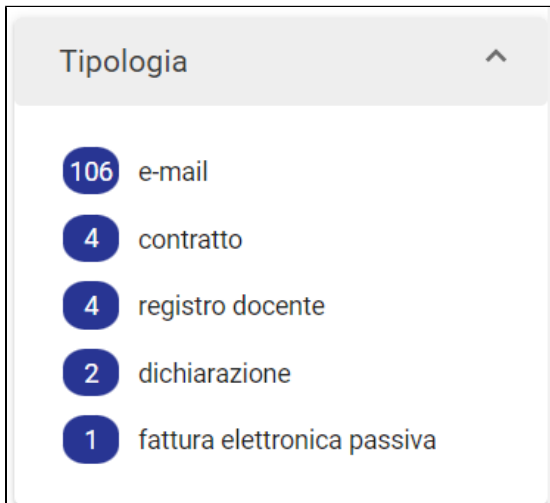 Tipologia
106 e-mail
4 contratto
4 registro docente
2 dichiarazione
1 fattura elettronica passiva